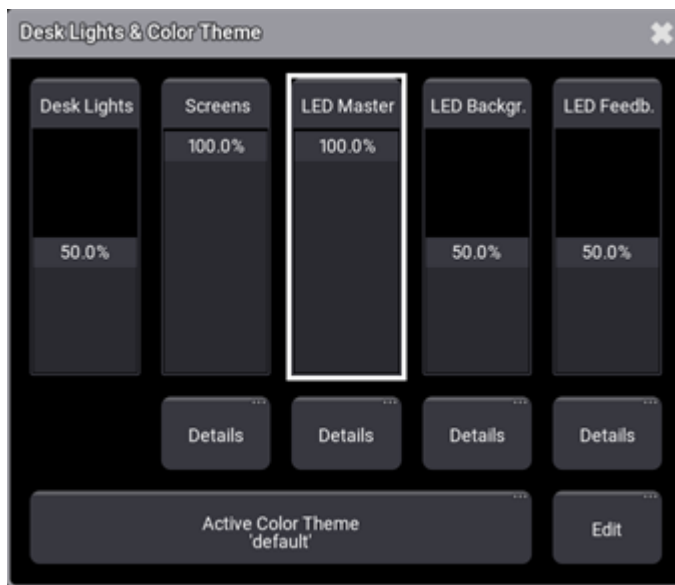 Desk Lights & Color Theme
Desk Lights Screens LED Master LED Backgr. LED Feedb.
100.0% 100.0%
50.0% 50.0% 50.0%
Details Details Details Details
Active Color Theme
'default'
Edit